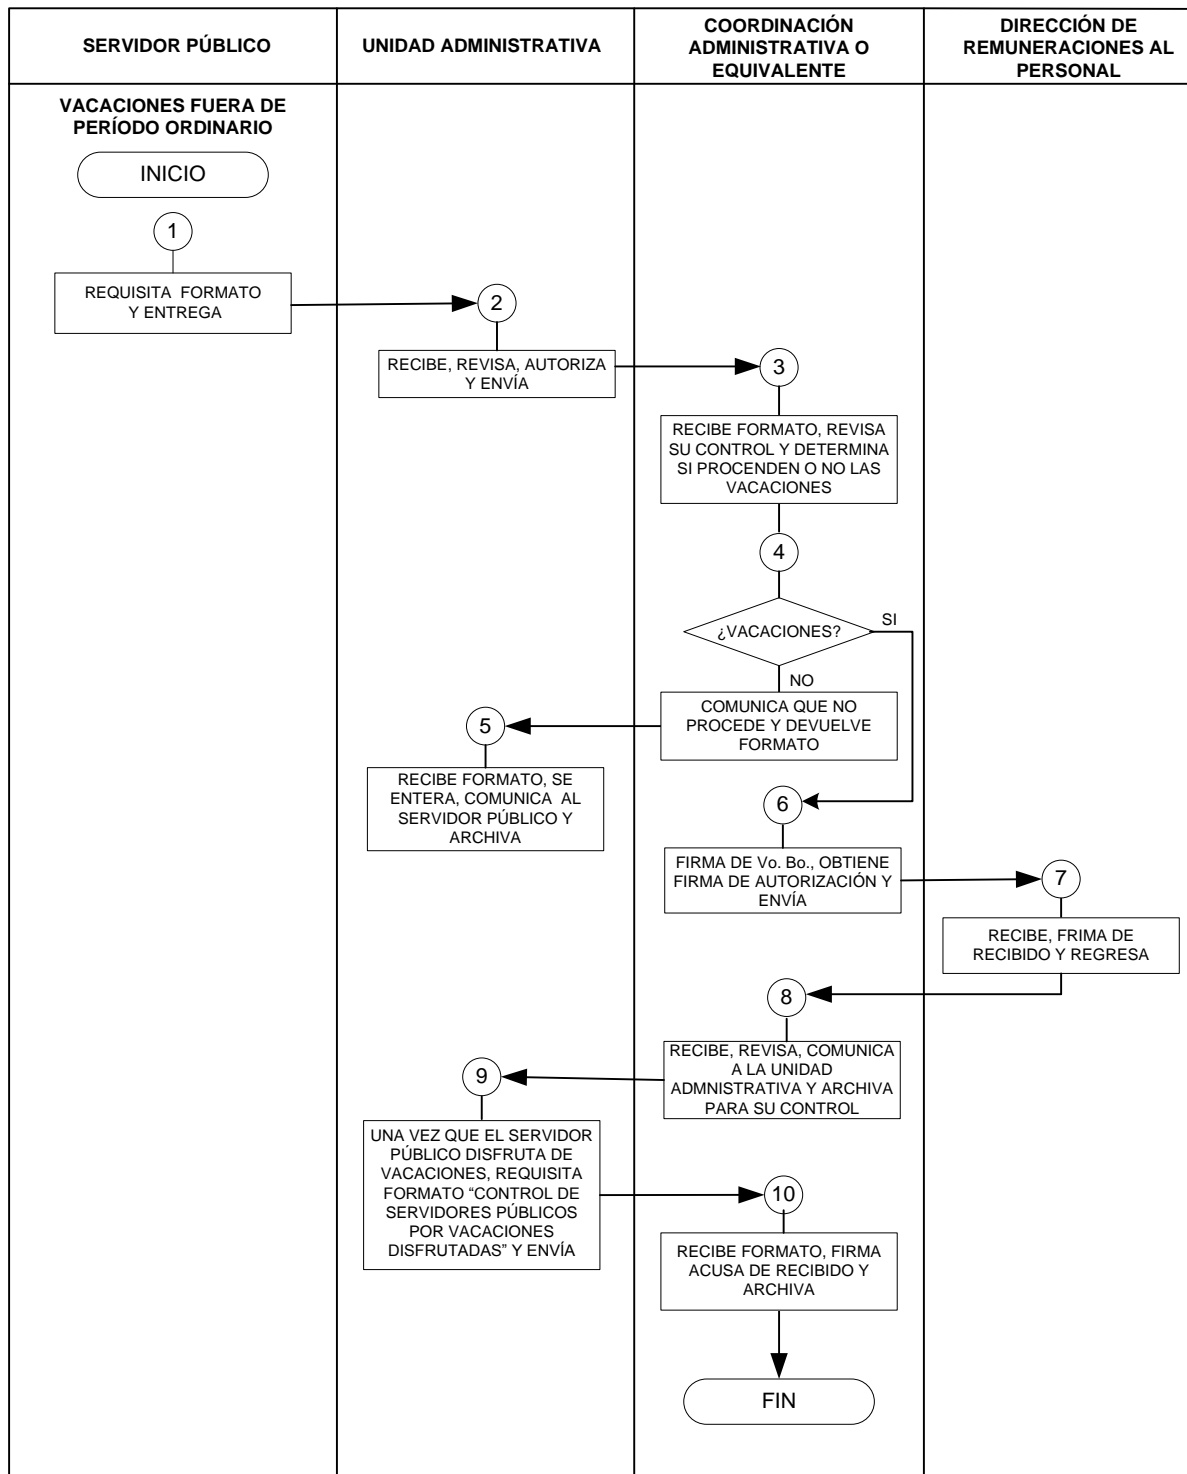 SERVIDOR PÚBLICO
UNIDAD ADMINISTRATIVA
COORDINACIÓN
ADMINISTRATIVA O
EQUIVALENTE
DIRECCIÓN DE
REMUNERACIONES AL
PERSONAL
VACACIONES FUERA DE
PERÍODO ORDINARIO
INICIO
1
REQUISITA FORMATO
Y ENTREGA
2
RECIBE, REVISA, AUTORIZA
Y ENVÍA
3
RECIBE FORMATO, REVISA
SU CONTROL Y DETERMINA
SI PROCENDEN O NO LAS
VACACIONES
4
¿VACACIONES?
SI
NO
COMUNICA QUE NO
PROCEDE Y DEVUELVE
FORMATO
5
RECIBE FORMATO, SE
ENTERA, COMUNICA AL
SERVIDOR PÚBLICO Y
ARCHIVA
6
FIRMA DE Vo. Bo., OBTIENE
FIRMA DE AUTORIZACIÓN Y
ENVÍA
7
RECIBE, FRIMA DE
RECIBIDO Y REGRESA
8
RECIBE, REVISA, COMUNICA
A LA UNIDAD
ADMNISTRATIVA Y ARCHIVA
PARA SU CONTROL
9
UNA VEZ QUE EL SERVIDOR
PÚBLICO DISFRUTA DE
VACACIONES, REQUISITA
FORMATO “CONTROL DE
SERVIDORES PÚBLICOS
POR VACACIONES
DISFRUTADAS” Y ENVÍA
10
RECIBE FORMATO, FIRMA
ACUSA DE RECIBIDO Y
ARCHIVA
FIN